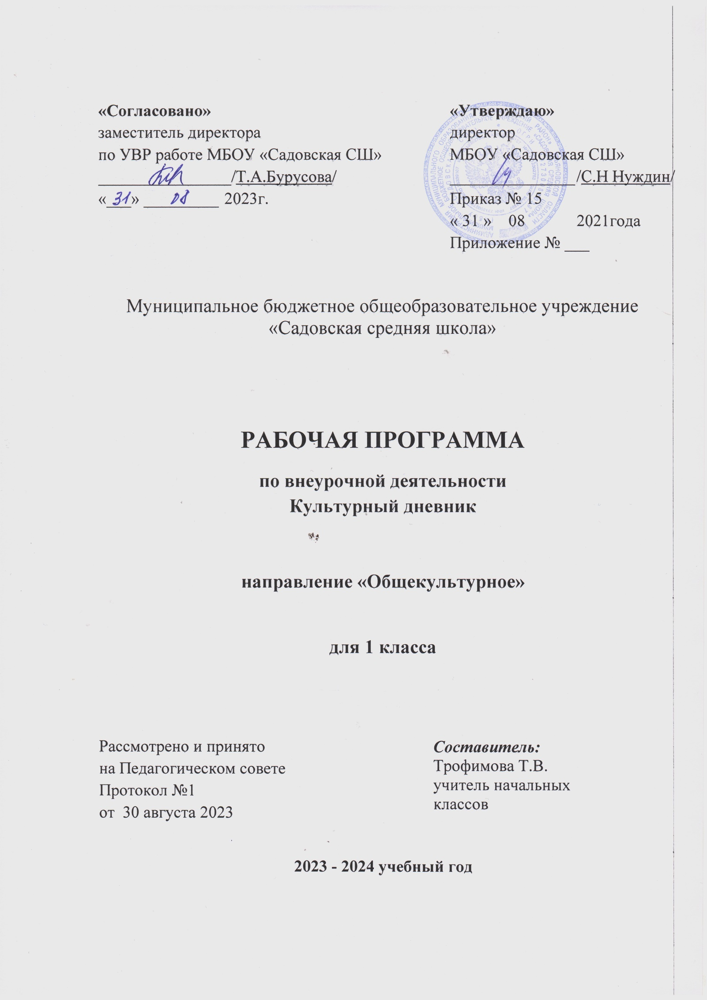 «Согласовано»
заместитель директора
по УВР работе МБОУ «Садовская СШ»
/Т.А.Бурусова/
«31» 08 2023г.
«Утверждаю»
директор
МБОУ «Садовская СШ»
/С.Н Нуждин/
Приказ № 15
« 31 » 08 2021года
Приложение № ___
Муниципальное бюджетное общеобразовательное учреждение
«Садовская средняя школа»
РАБОЧАЯ ПРОГРАММА
по внеурочной деятельности
Культурный дневник
направление «Общекультурное»
для 1 класса
Рассмотрено и принято
на Педагогическом совете
Протокол №1
от 30 августа 2023
Составитель:
Трофимова Т.В.
учитель начальных
классов
2023 - 2024 учебный год